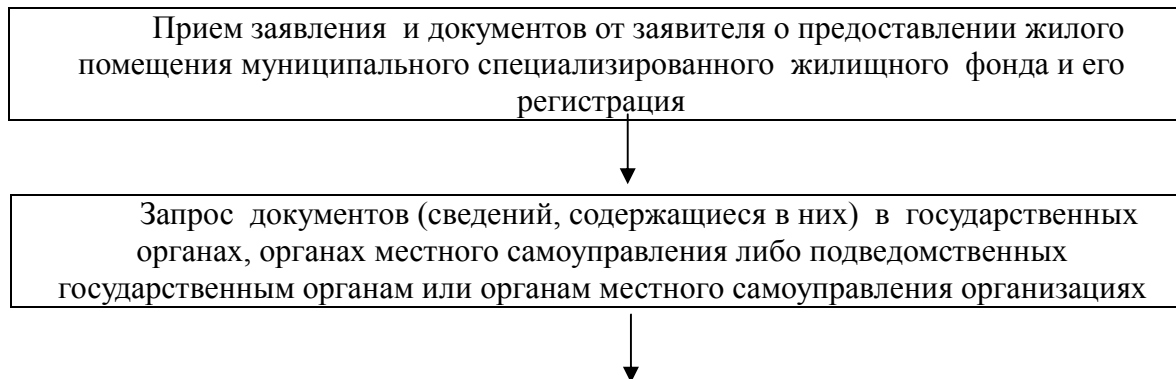 Прием заявления и документов от заявителя о предоставлении жилого
помещения муниципального специализированного жилищного фонда и его
регистрация
Запрос документов (сведений, содержащиеся в них) в государственных
органах, органах местного самоуправления либо подведомственных
государственным органам или органам местного самоуправления организациях